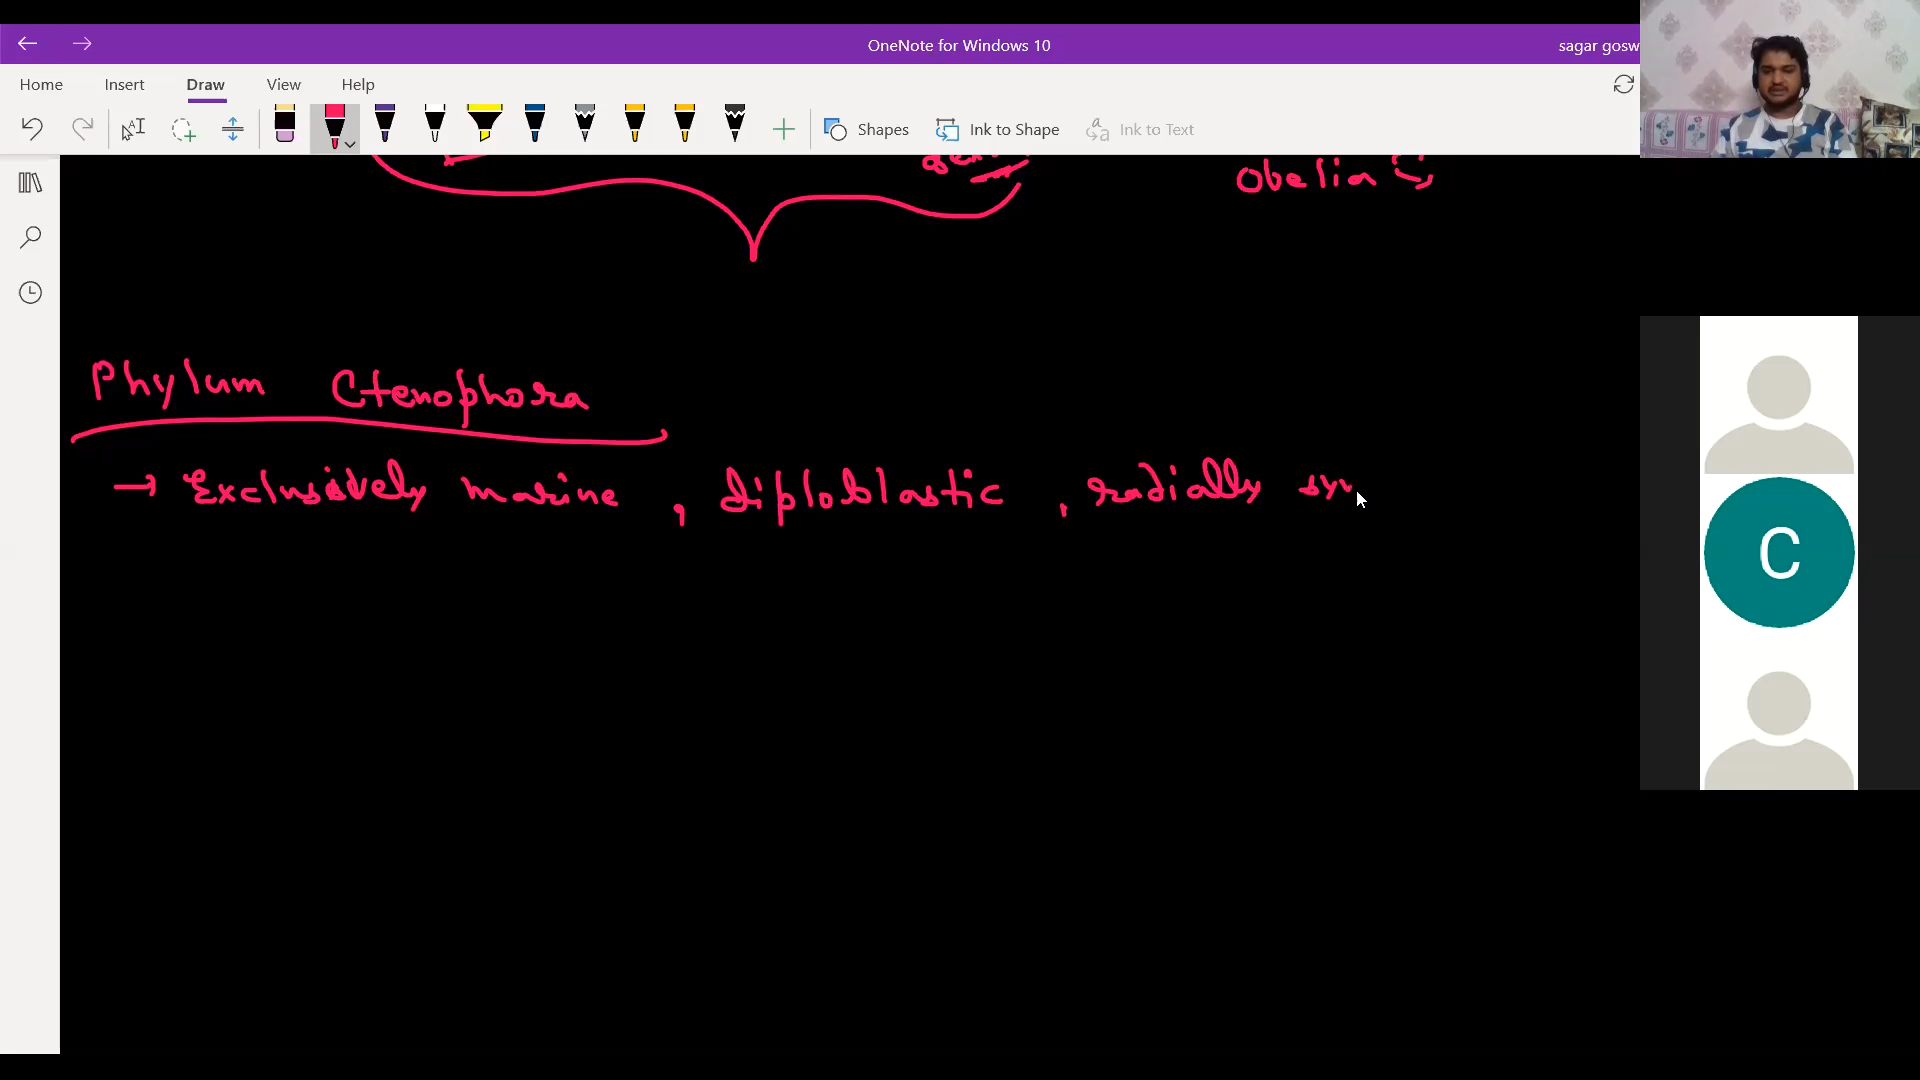 OneNote for Windows 10
sagar gosw
Home Insert Draw View Help
Shapes Ink to Shape Ink to Text
Obelia
Phylum Ctenophora
→ Exclusively marine, diploblastic, radially sym
C